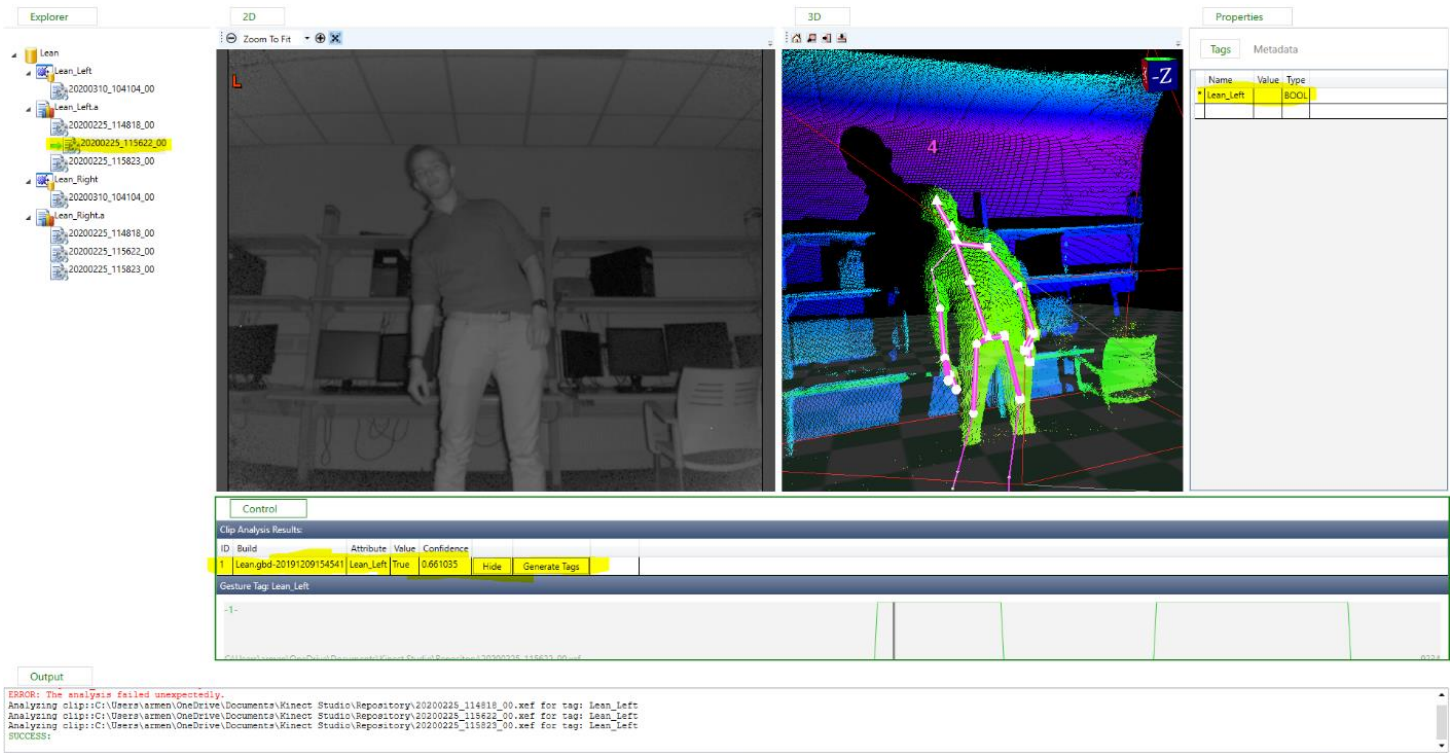 Explorer
2D
3D
Properties
Zoom To Fit
Lean
Lean_Left
20200310_104104_00
Lean_Left.a
20200225_114818_00
20200225_115622_00
20200225_115823_00
Lean_Right
20200310_104104_00
Lean_Right.a
20200225_114818_00
20200225_115622_00
20200225_115823_00
L
4
-Z
Tags Metadata
Name Value Type
* Lean_Left BOOL
Control
Clip Analysis Results:
ID Build Attribute Value Confidence
1 Lean.gbd-20191209154541 Lean_Left True 0.661035 Hide Generate Tags
Gesture Tag: Lean_Left
-1-
Output
ERROR: The analysis failed unexpectedly.
Analyzing clip::C:\Users\armen\OneDrive\Documents\Kinect Studio\Repository\20200225_114818_00.xef for tag: Lean_Left
Analyzing clip::C:\Users\armen\OneDrive\Documents\Kinect Studio\Repository\20200225_115622_00.xef for tag: Lean_Left
Analyzing clip::C:\Users\armen\OneDrive\Documents\Kinect Studio\Repository\20200225_115823_00.xef for tag: Lean_Left
SUCCESS: